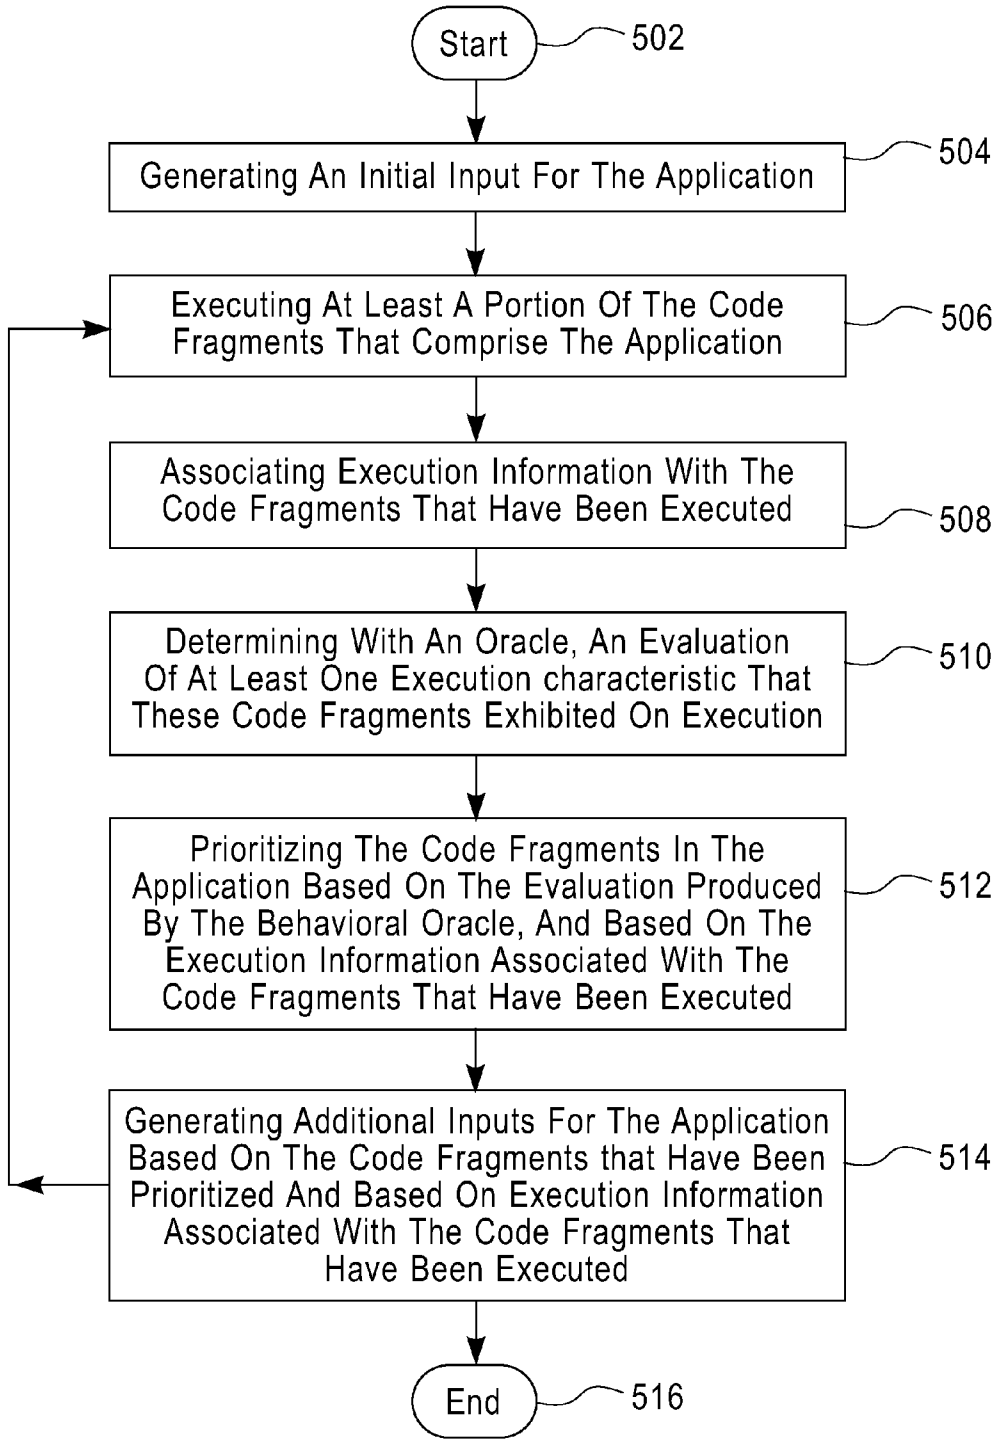 Start
502
Generating An Initial Input For The Application
504
Executing At Least A Portion Of The Code
Fragments That Comprise The Application
506
Associating Execution Information With The
Code Fragments That Have Been Executed
508
Determining With An Oracle, An Evaluation
Of At Least One Execution characteristic That
These Code Fragments Exhibited On Execution
510
Prioritizing The Code Fragments In The
Application Based On The Evaluation Produced
By The Behavioral Oracle, And Based On The
Execution Information Associated With The
Code Fragments That Have Been Executed
512
Generating Additional Inputs For The Application
Based On The Code Fragments that Have Been
Prioritized And Based On Execution Information
Associated With The Code Fragments That
Have Been Executed
514
End
516